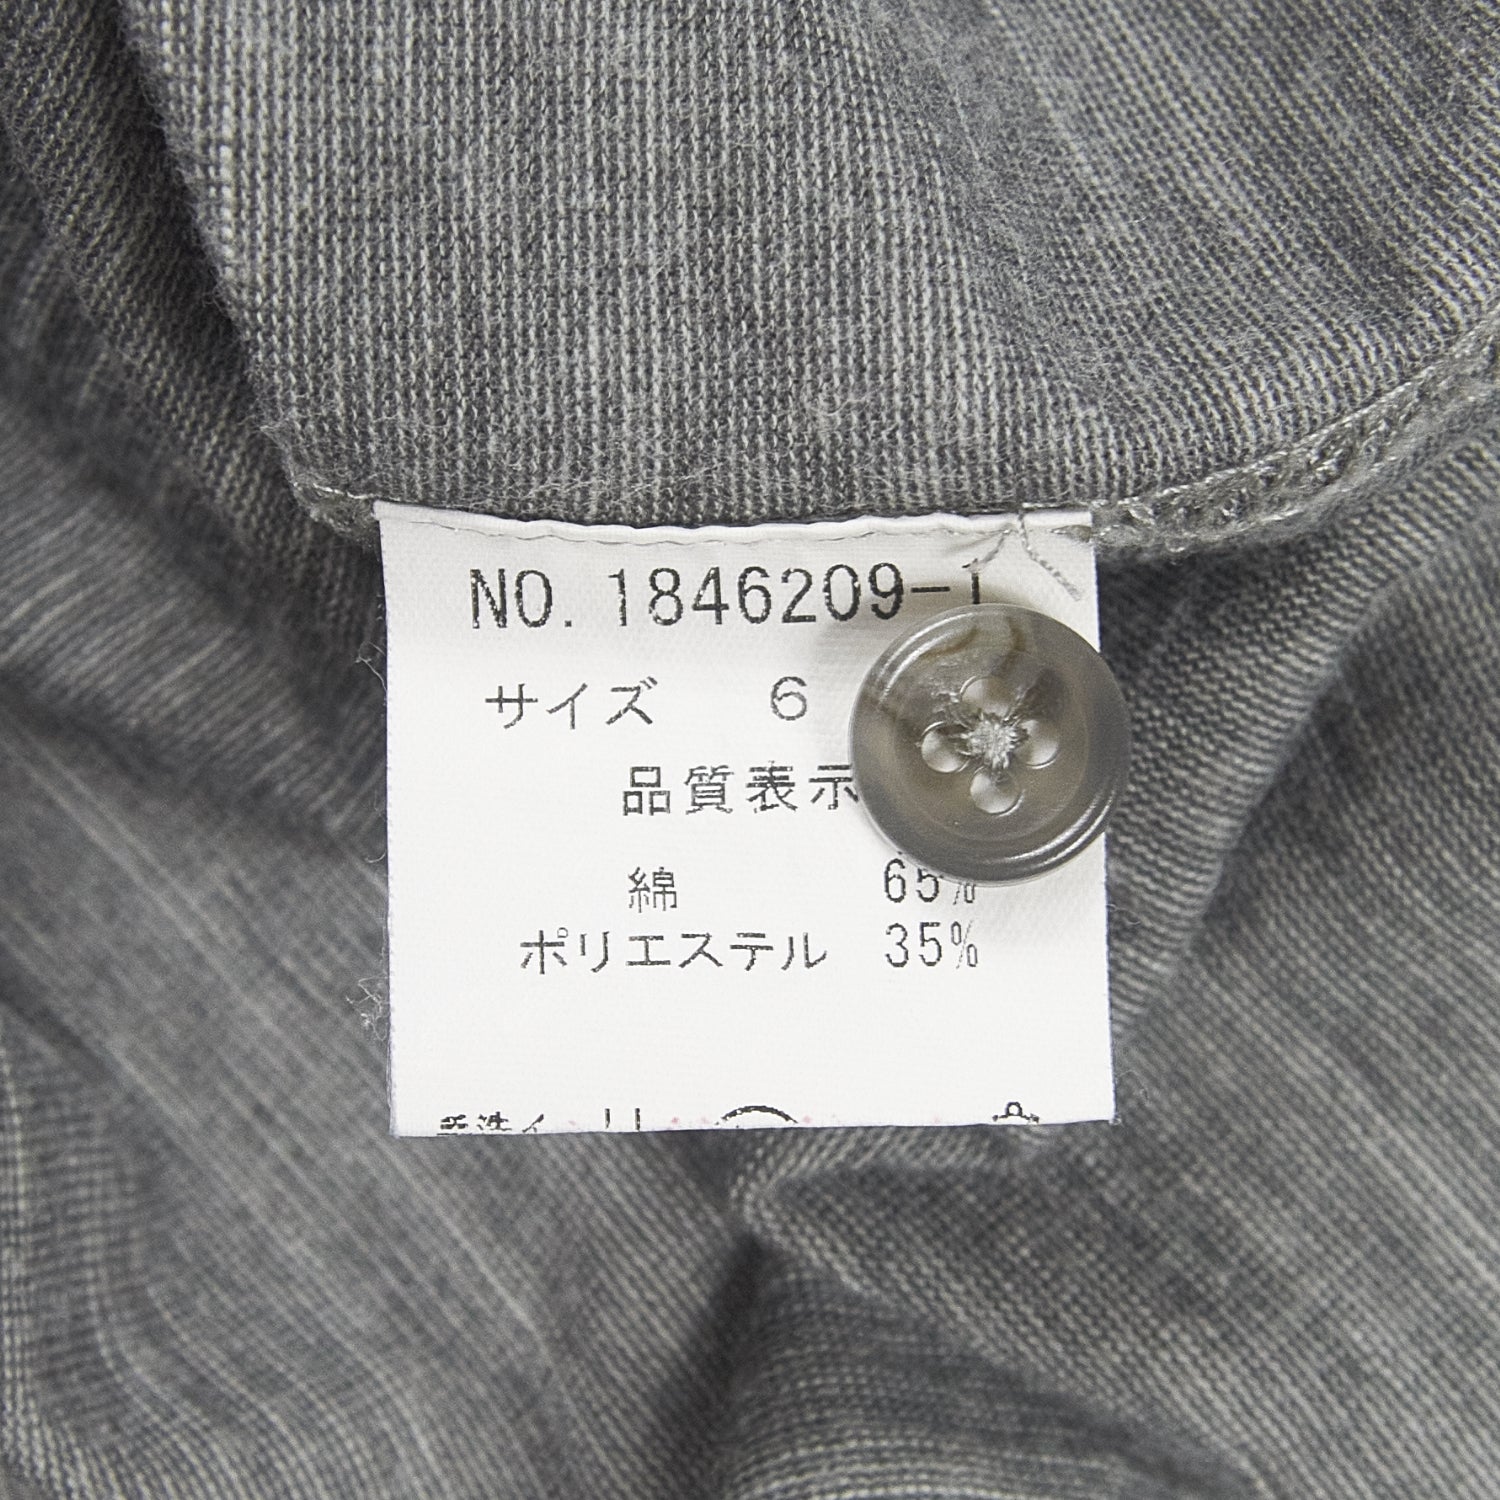 NO. 1846209-1
サイズ 6
品質表示
綿 65%
ポリエステル 35%